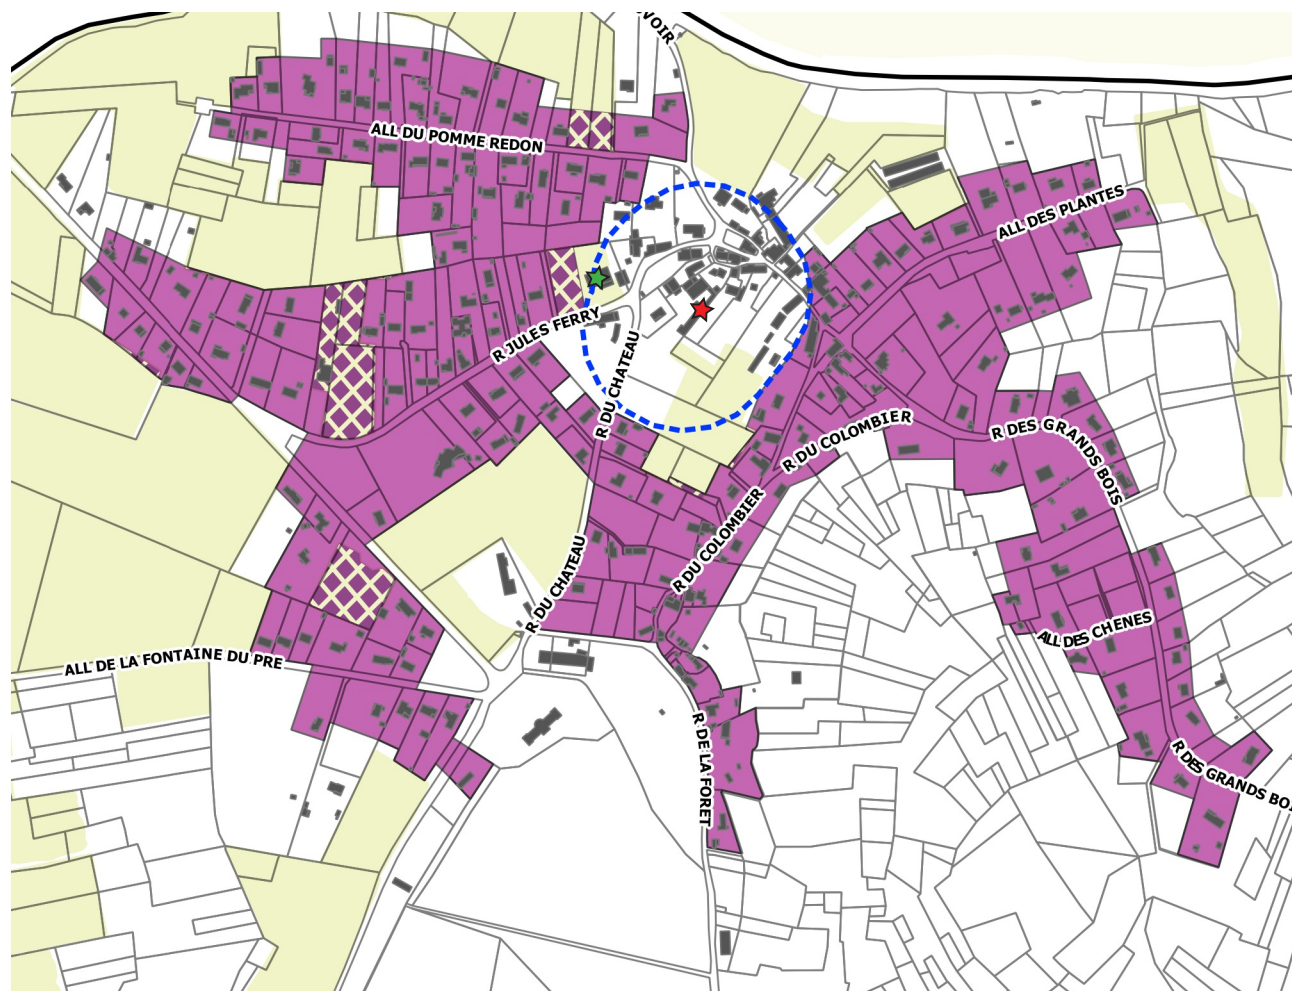 VOIR
ALL DU POMME REDON
ALL DES PLANTES
R JULES FERRY
R DU CHATEAU
R DU COLOMBIER
R DES GRANDS BOIS
R DU COLOMBIER
R DU CHATEAU
ALL DES CHENES
ALL DE LA FONTAINE DU PRE
R DE LA FORET
R DES GRANDS BOI